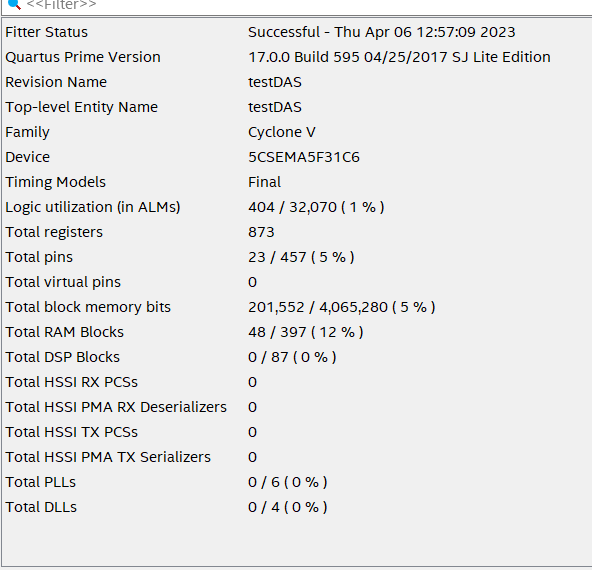 <<Filter>>
Fitter Status Successful - Thu Apr 06 12:57:09 2023
Quartus Prime Version 17.0.0 Build 595 04/25/2017 SJ Lite Edition
Revision Name testDAS
Top-level Entity Name testDAS
Family Cyclone V
Device 5CSEMA5F31C6
Timing Models Final
Logic utilization (in ALMs) 404 / 32,070 ( 1 % )
Total registers 873
Total pins 23 / 457 ( 5 % )
Total virtual pins 0
Total block memory bits 201,552 / 4,065,280 ( 5 % )
Total RAM Blocks 48 / 397 ( 12 % )
Total DSP Blocks 0 / 87 ( 0 % )
Total HSSI RX PCSs 0
Total HSSI PMA RX Deserializers 0
Total HSSI TX PCSs 0
Total HSSI PMA TX Serializers 0
Total PLLs 0 / 6 ( 0 % )
Total DLLs 0 / 4 ( 0 % )